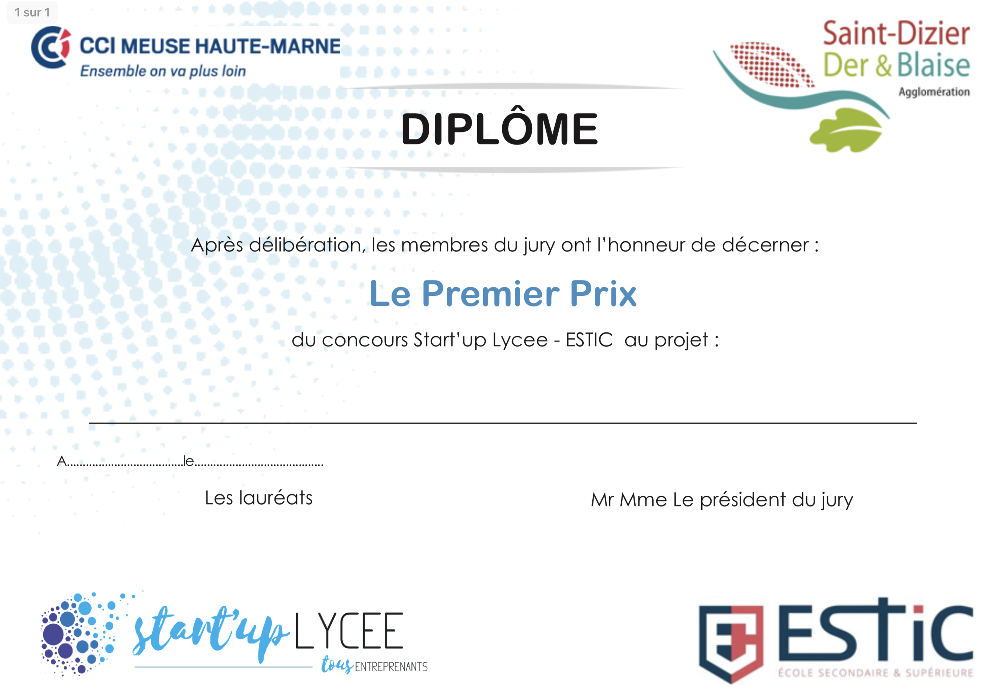 1 sur 1
CCI MEUSE HAUTE-MARNE
Ensemble on va plus loin
Saint-Dizier
Der & Blaise
Agglomération
DIPLÔME
Après délibération, les membres du jury ont l’honneur de décerner :
Le Premier Prix
du concours Start’up Lycee - ESTIC  au projet :
A.....................................le.........................................
Les lauréats
Mr Mme Le président du jury
start’up LYCEE
tous ENTREPRENANTS
ESTiC
ÉCOLE SECONDAIRE & SUPÉRIEURE